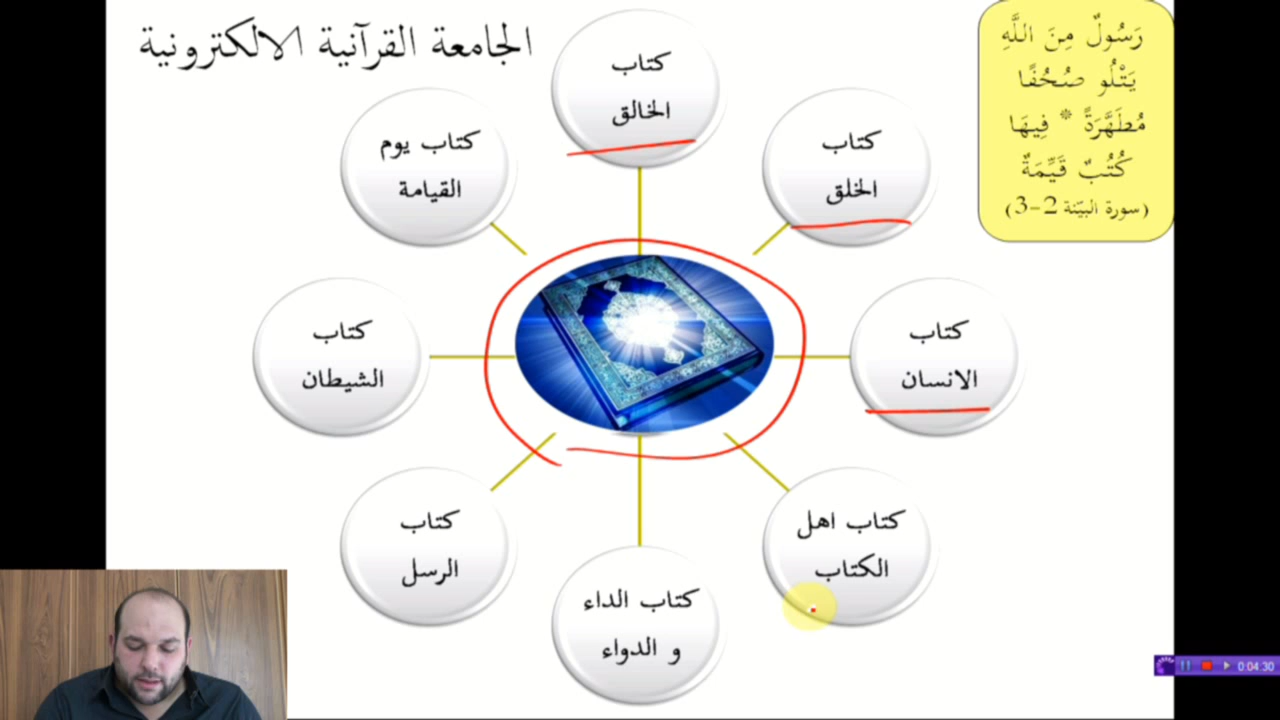 الجامعة القرآنية الالكترونية
رَسُولٌ مِنَ اللَّهِ
يَتْلُو صُحُفًا
مُطَهَّرَةً * فِيهَا
كُتُبٌ قَيِّمَةٌ
(سورة البيّنة 2-3)
كتاب
الخالق
كتاب
الخلق
كتاب
الانسان
كتاب اهل
الكتاب
كتاب الداء
و الدواء
كتاب
الرسل
كتاب
الشيطان
كتاب يوم
القيامة
0:04:30